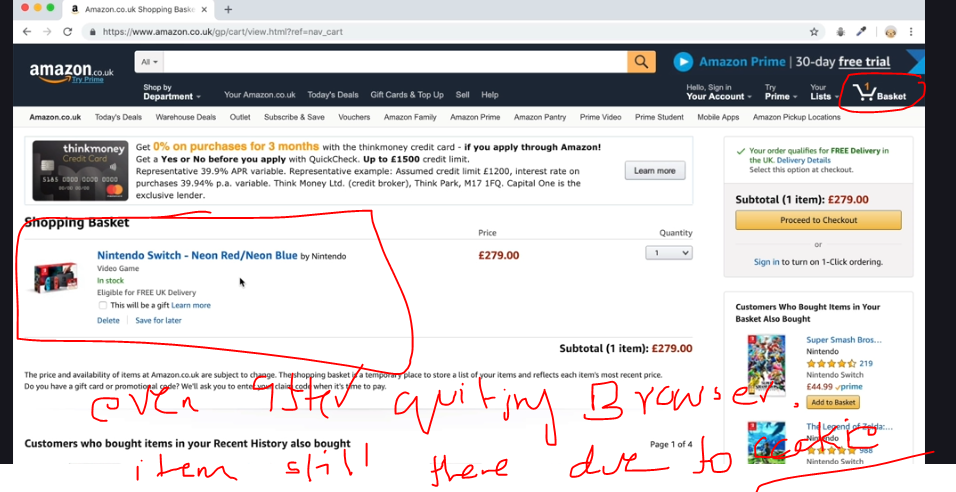 Amazon.co.uk Shopping Baske
https://www.amazon.co.uk/gp/cart/view.html?ref=nav_cart
amazon.co.uk
Try Prime
All
Amazon Prime | 30-day free trial
Shop by
Department
Your Amazon.co.uk Today's Deals Gift Cards & Top Up Sell Help
Hello, Sign in
Your Account
Try
Prime
Your
Lists
1
Basket
Amazon.co.uk Today's Deals Warehouse Deals Outlet Subscribe & Save Vouchers Amazon Family Amazon Prime Amazon Pantry Prime Video Prime Student Mobile Apps Amazon Pickup Locations
thinkmoney
Credit Card
5185 0000 0000 0000
Get 0% on purchases for 3 months with the thinkmoney credit card - if you apply through Amazon!
Get a Yes or No before you apply with QuickCheck. Up to £1500 credit limit.
Representative 39.9% APR variable. Representative example: Assumed credit limit £1200, interest rate on
purchases 39.94% p.a. variable. Think Money Ltd. (credit broker), Think Park, M17 1FQ. Capital One is the
exclusive lender.
Learn more
Your order qualifies for FREE Delivery in
the UK. Delivery Details
Select this option at checkout.
Subtotal (1 item): £279.00
Proceed to Checkout
or
Sign in to turn on 1-Click ordering.
Shopping Basket
Price
Quantity
Nintendo Switch - Neon Red/Neon Blue by Nintendo
£279.00
1
Video Game
In stock
Eligible for FREE UK Delivery
This will be a gift Learn more
Delete Save for later
Subtotal (1 item): £279.00
The price and availability of items at Amazon.co.uk are subject to change. The shopping basket is a temporary place to store a list of your items and reflects each item's most recent price.
Do you have a gift card or promotional code? We'll ask you to enter your claim code when it's time to pay.
even after quiting Browser.
item still there due to cookie
Customers who bought items in your Recent History also bought
Page 1 of 4
Customers Who Bought Items in Your
Basket Also Bought
Super Smash Bros...
Nintendo
219
Nintendo Switch
£44.99 prime
Add to Basket
The Legend of Zelda:...
Nintendo
988
Nintendo Switch